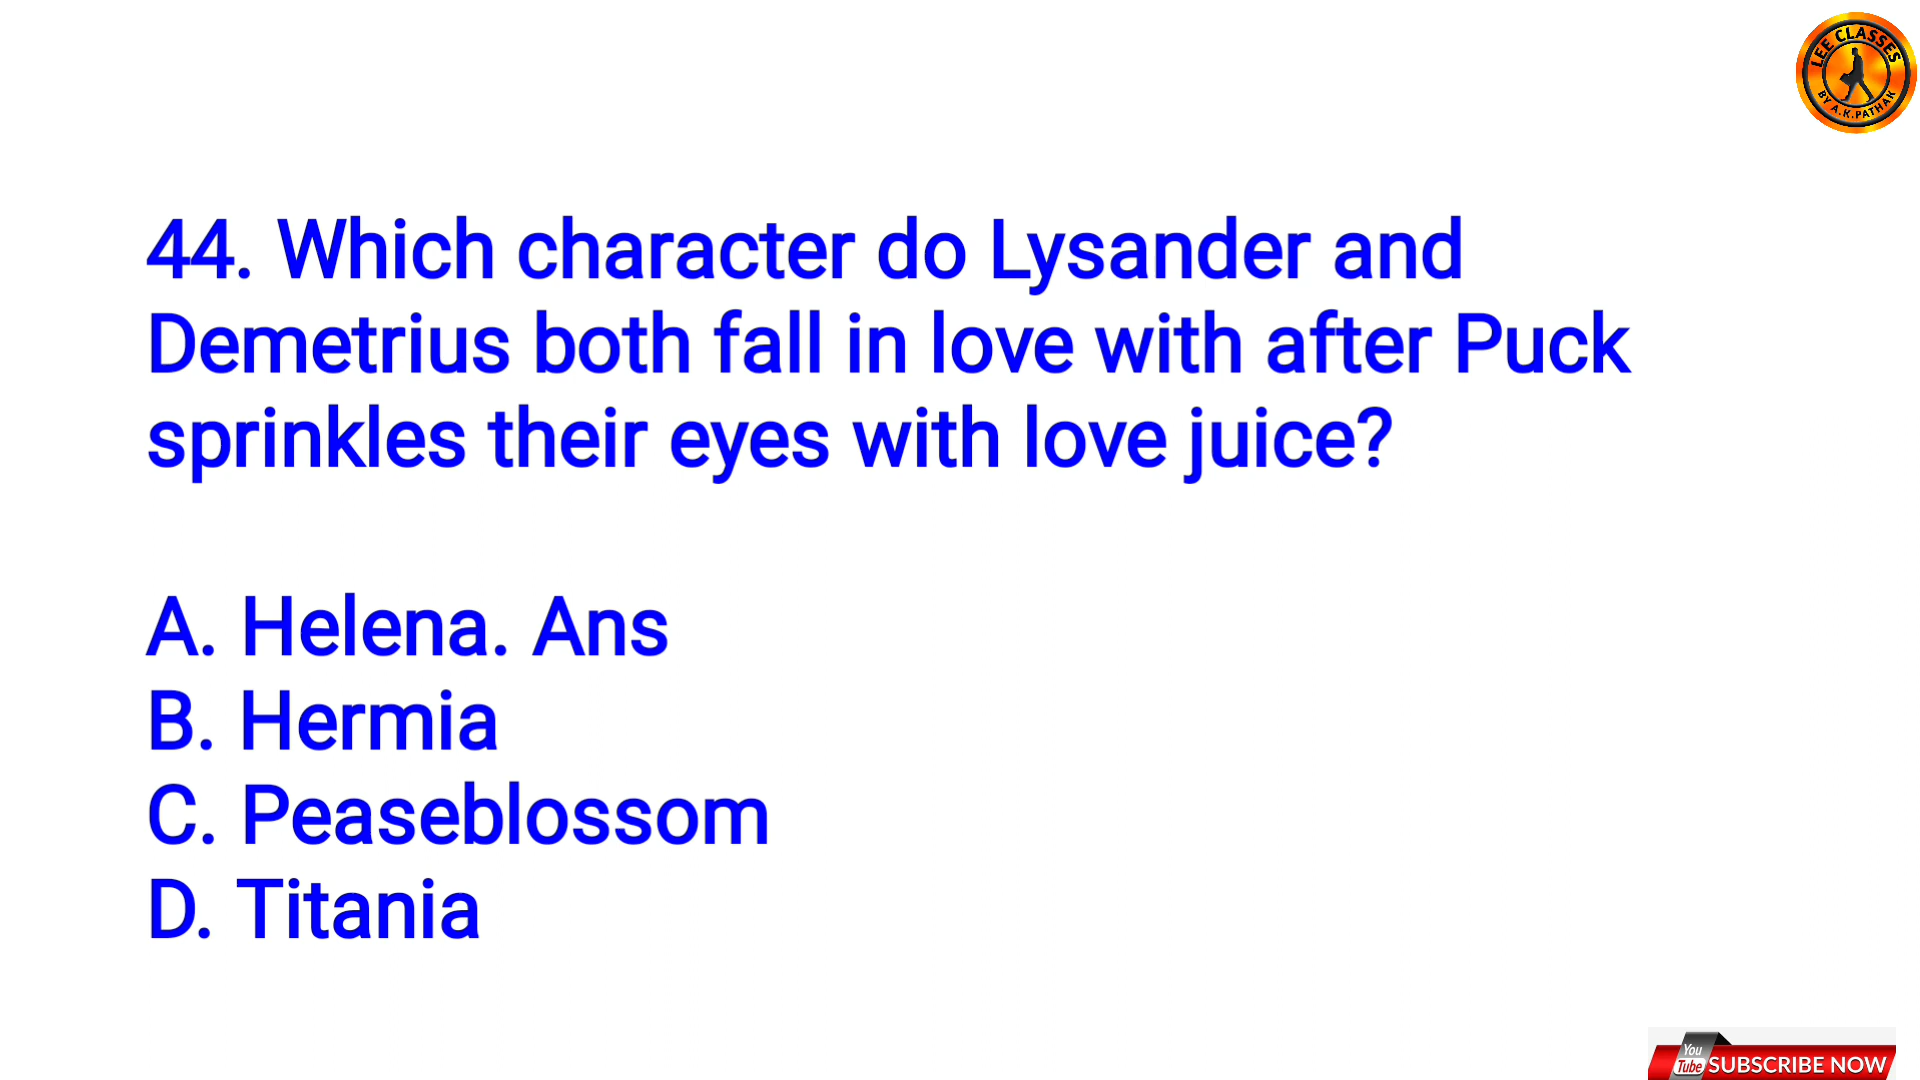 LEE CLASSES
BY A.K.PATHAK
44. Which character do Lysander and
Demetrius both fall in love with after Puck
sprinkles their eyes with love juice?
A. Helena. Ans
B. Hermia
C. Peaseblossom
D. Titania
You
Tube SUBSCRIBE NOW